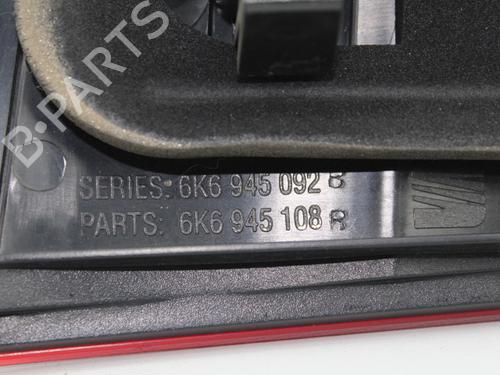 B-PARTS
SERIES: 6K6 945 092 B
PARTS: 6K6 945 108 R